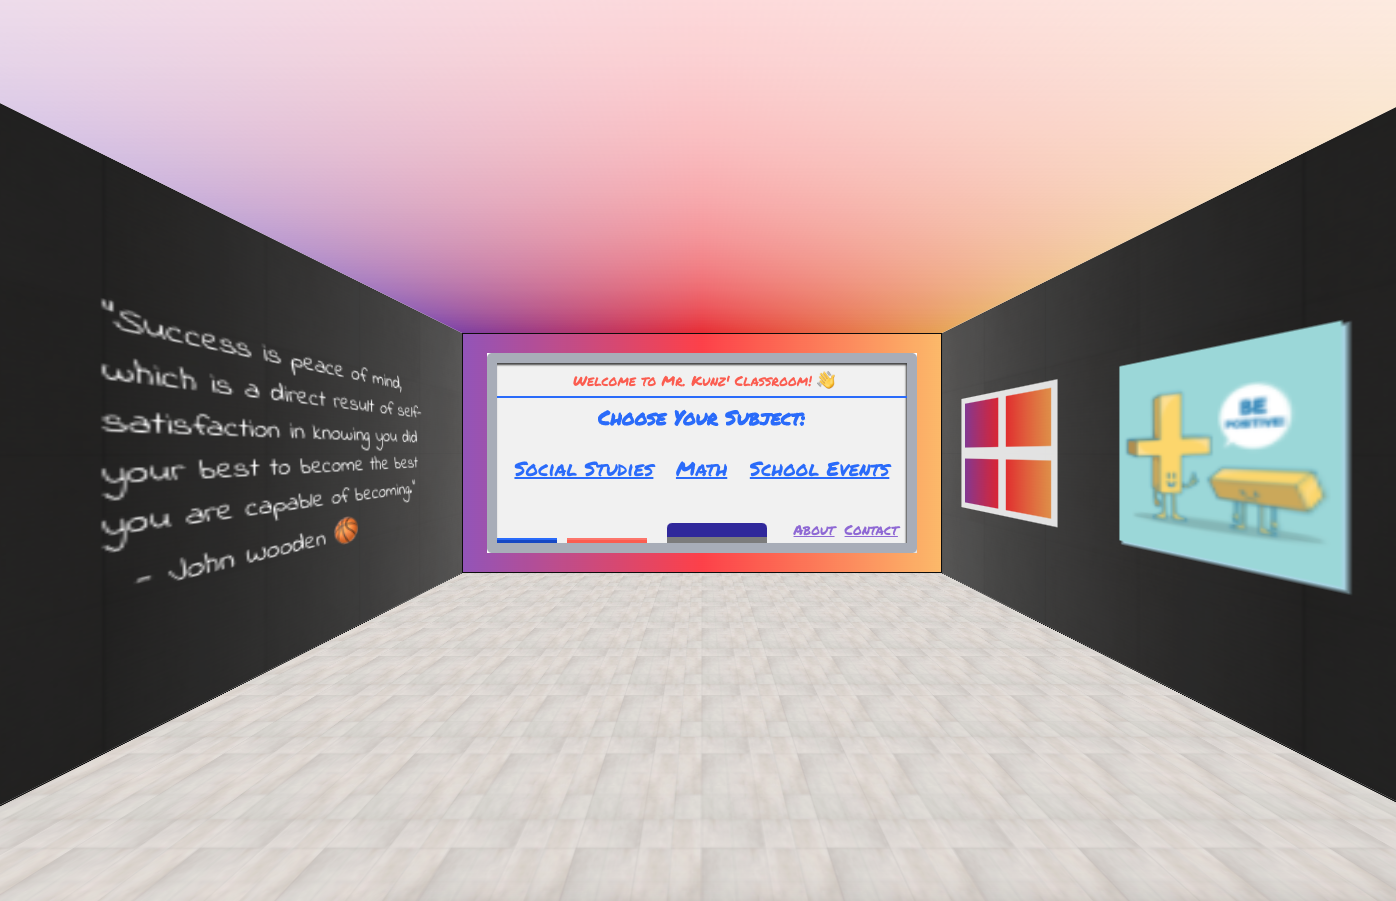 "Success is peace of mind,
which is a direct result of self-
satisfaction in knowing you did
your best to become the best
you are capable of becoming."
- John Wooden 🏀
Welcome to Mr. Kunz' Classroom! 👋
Choose Your Subject:
Social Studies Math School Events
About Contact
BE
POSITIVE!